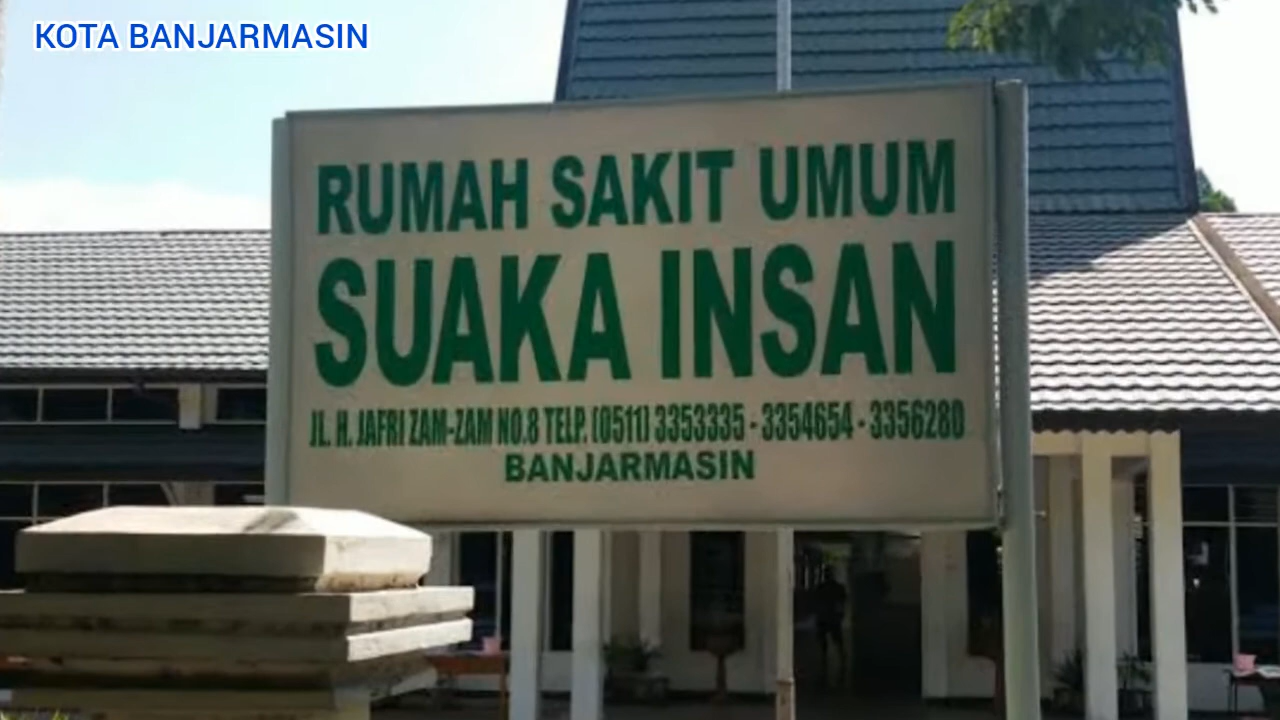 KOTA BANJARMASIN
RUMAH SAKIT UMUM
SUAKA INSAN
JL. H. JAFRI ZAM-ZAM NO.8 TELP. (0511) 3353335 - 3354654 - 3356280
BANJARMASIN